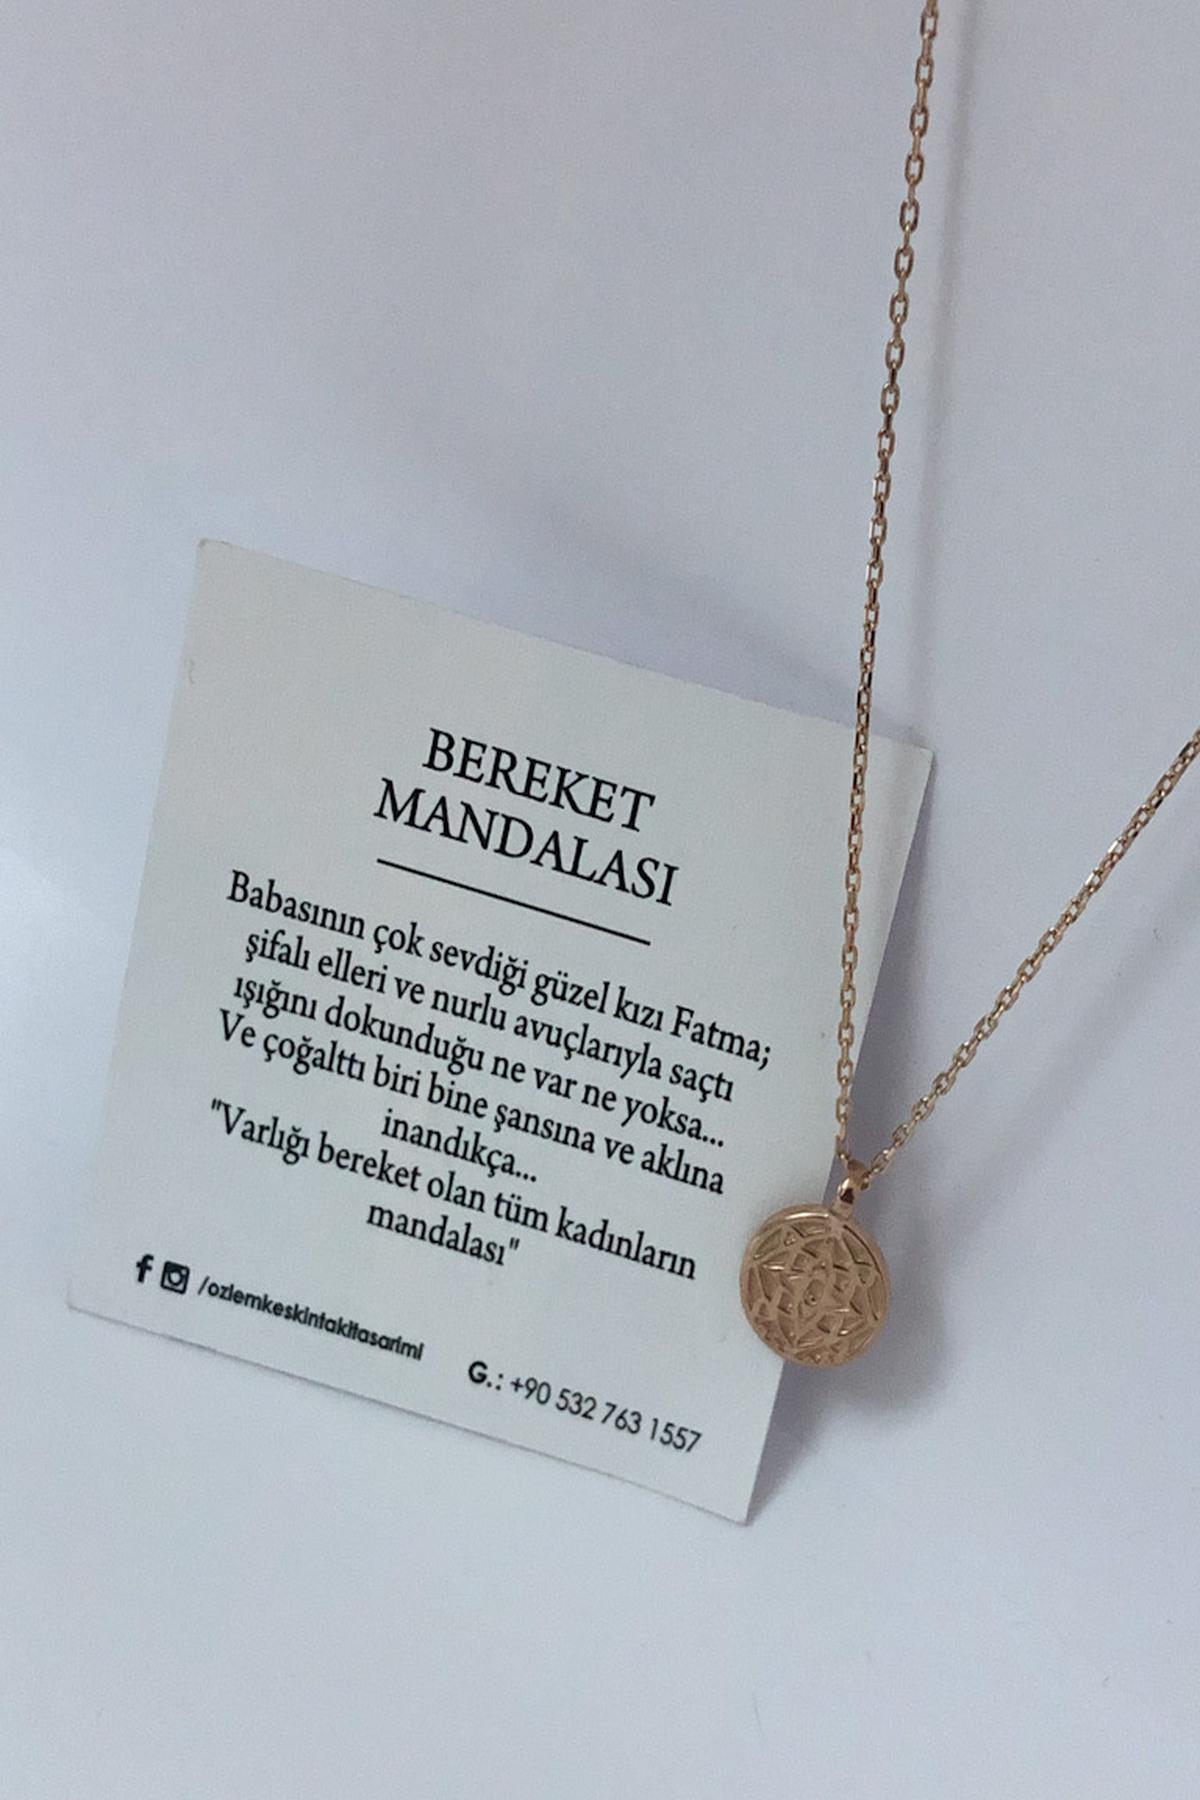 BEREKET
MANDALASI
Babasının çok sevdiği güzel kızı Fatma;
şifalı elleri ve nurlu avuçlarıyla saçtı
ışığını dokunduğu ne var ne yoksa...
Ve çoğalttı biri bine şansına ve aklına
inandıkça...
"Varlığı bereket olan tüm kadınların
mandalası"
f /ozlemkeskintakitasarimi G.: +90 532 763 1557